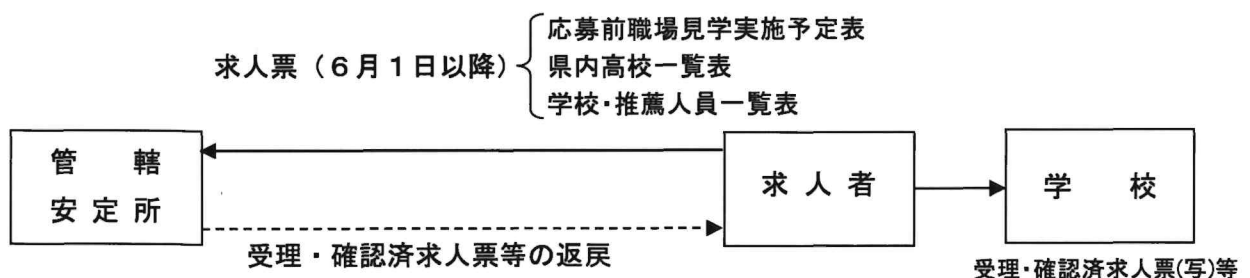 応募前職場見学実施予定表
求人票(6月1日以降)
県内高校一覧表
学校・推薦人員一覧表
管轄
安定所
求人者
学校
受理・確認済求人票等の返戻
受理・確認済求人票(写)等